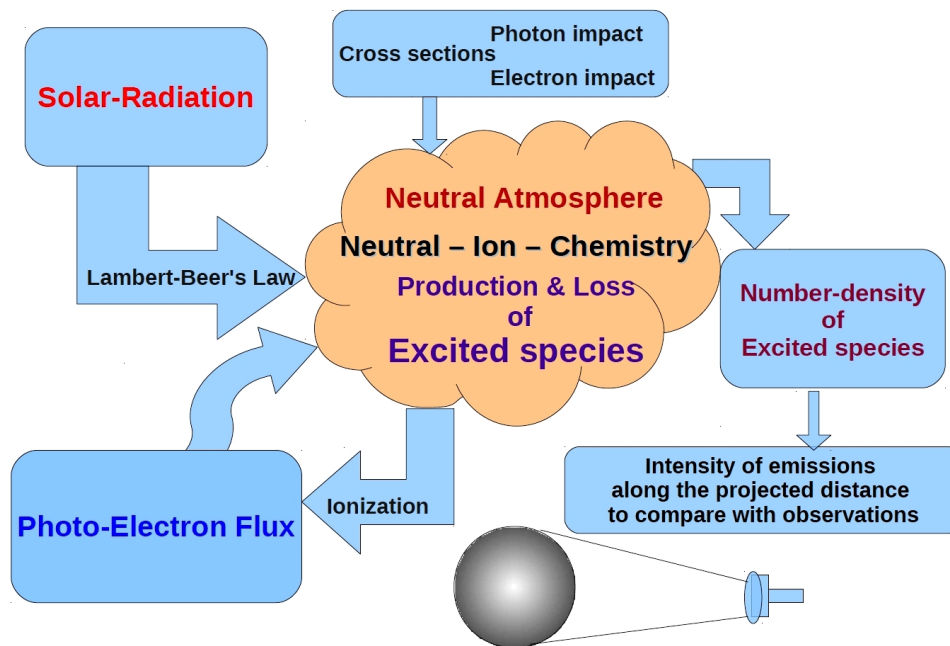 Solar-Radiation
Cross sections
Photon impact
Electron impact
Neutral Atmosphere
Neutral – Ion – Chemistry
Production & Loss
of
Excited species
Lambert-Beer's Law
Number-density
of
Excited species
Ionization
Photo-Electron Flux
Intensity of emissions
along the projected distance
to compare with observations